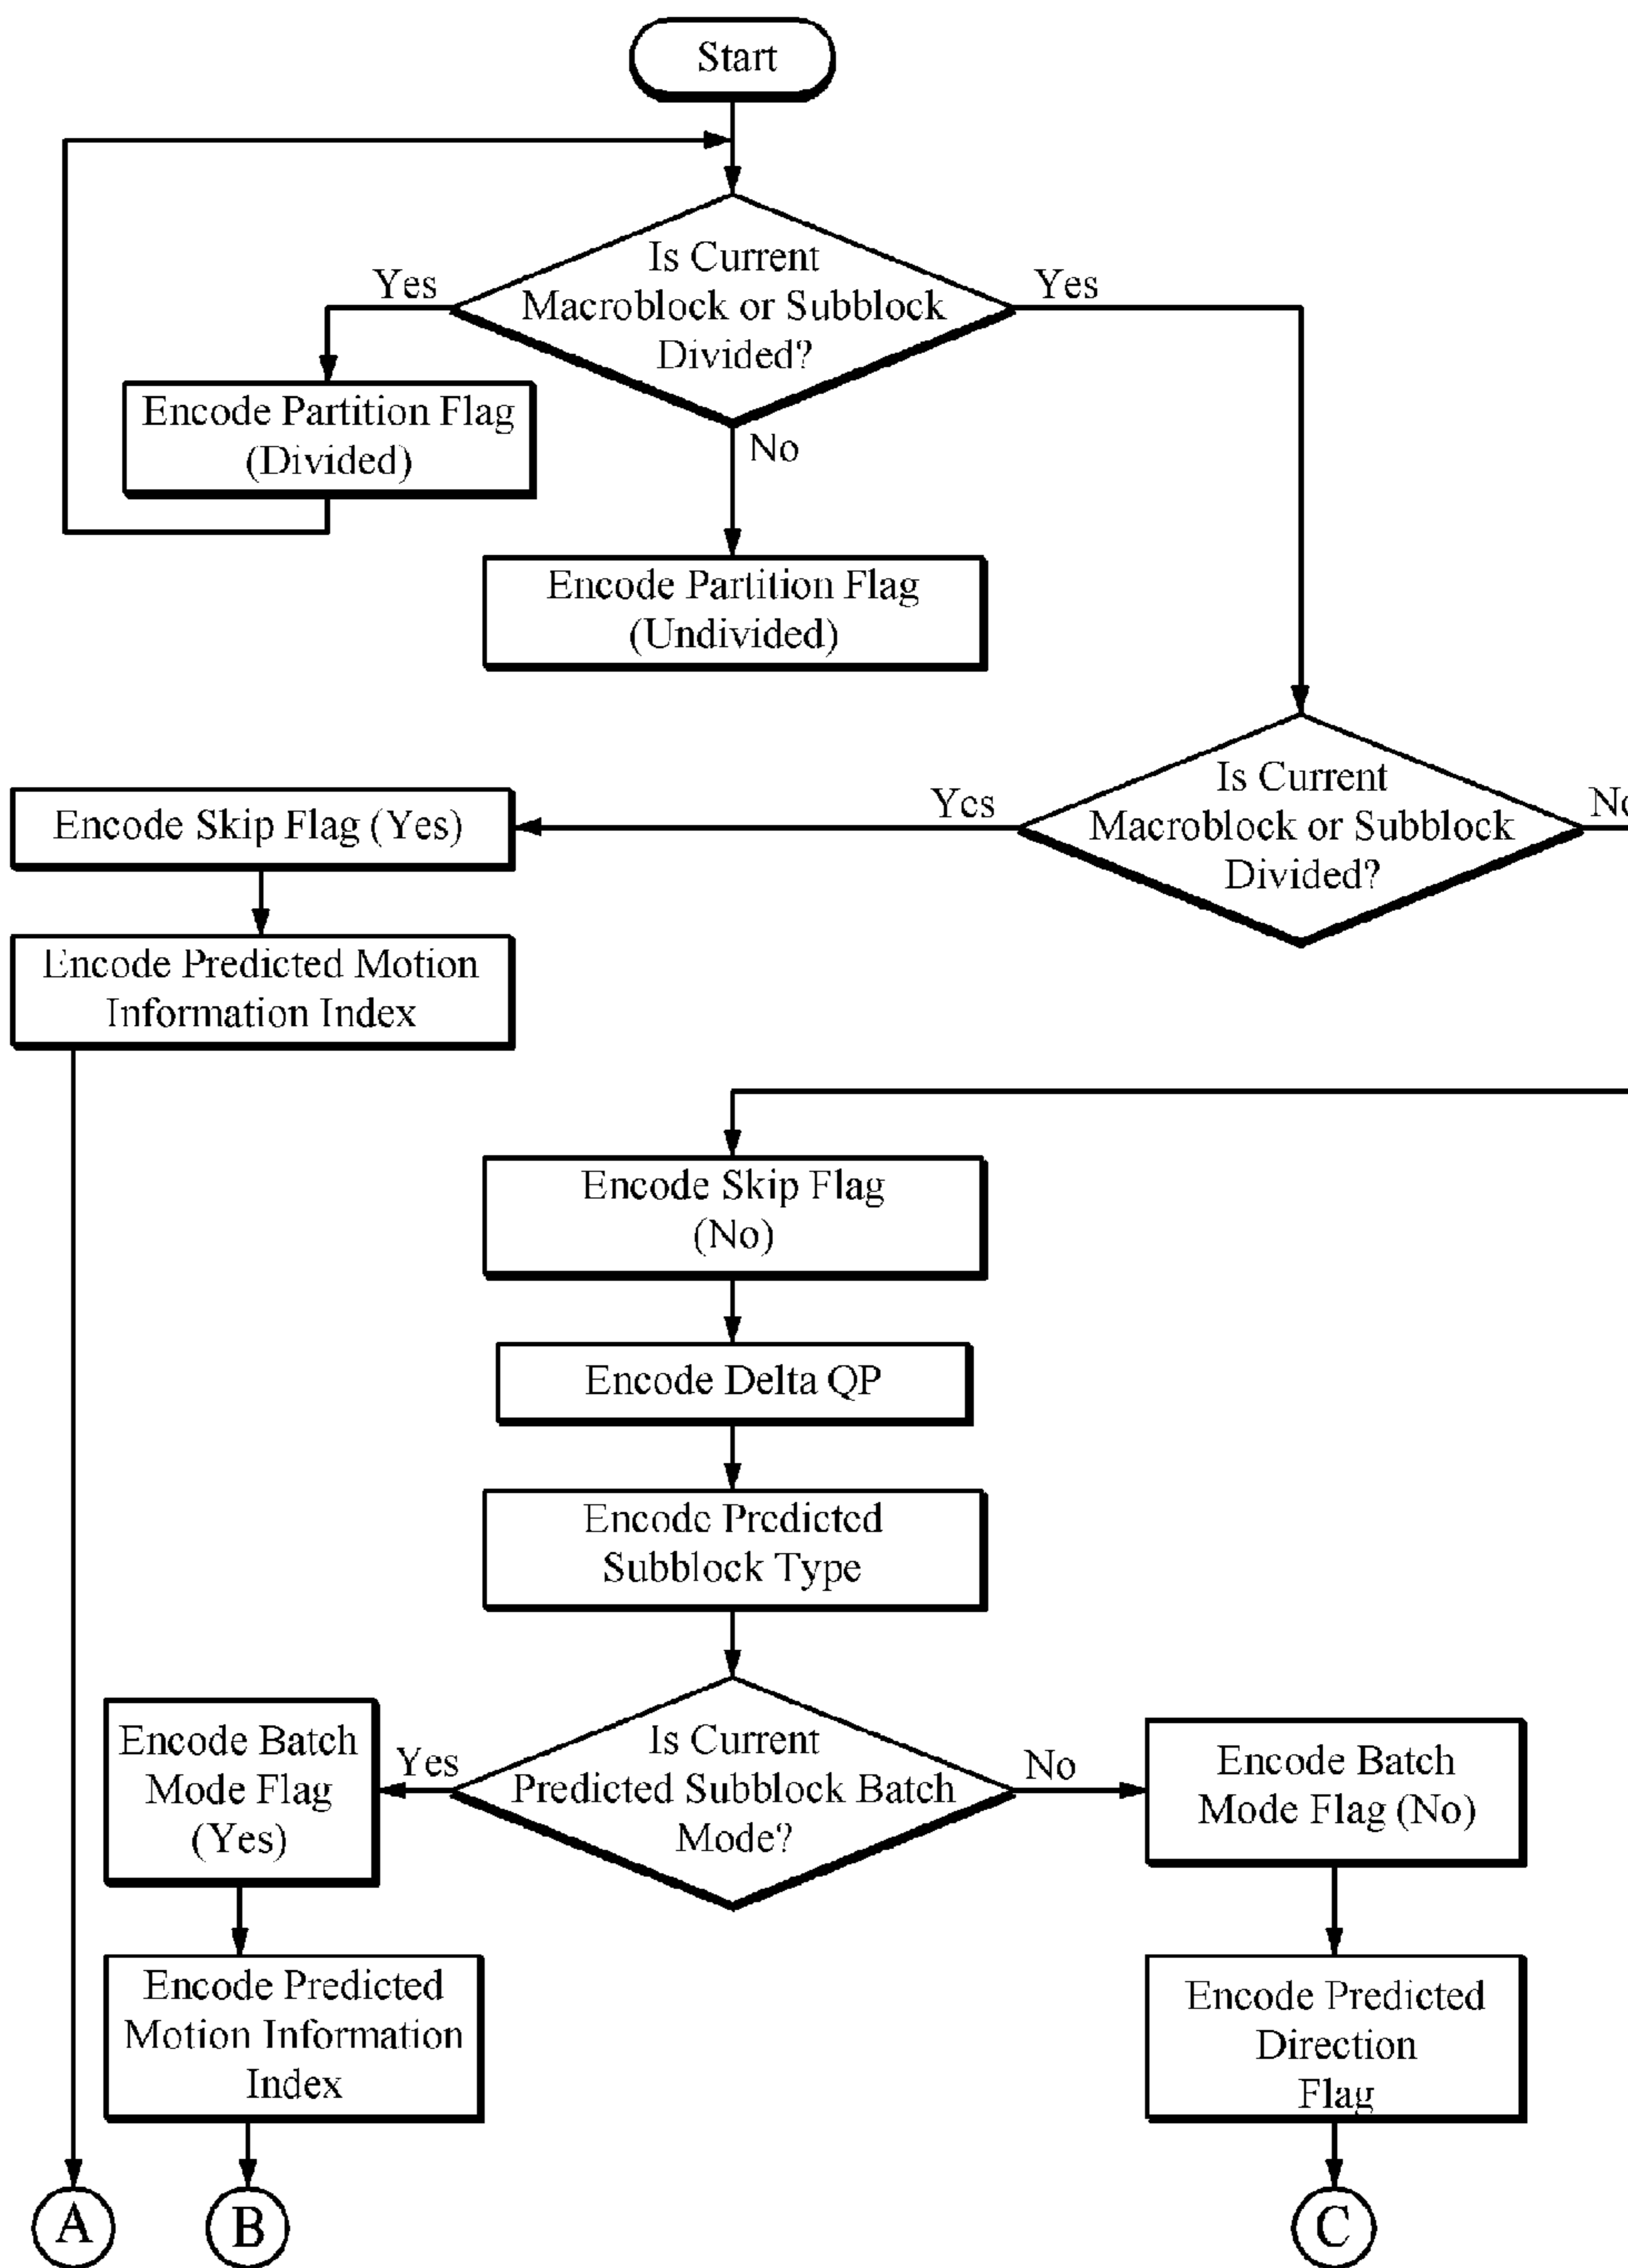 Start
Is Current
Macroblock or Subblock
Divided?
Yes
Yes
No
Encode Partition Flag
(Divided)
Encode Partition Flag
(Undivided)
Is Current
Macroblock or Subblock
Divided?
Yes
No
Encode Skip Flag (Yes)
Encode Predicted Motion
Information Index
Encode Skip Flag
(No)
Encode Delta QP
Encode Predicted
Subblock Type
Is Current
Predicted Subblock Batch
Mode?
Yes
No
Encode Batch
Mode Flag
(Yes)
Encode Batch
Mode Flag (No)
Encode Predicted
Motion Information
Index
Encode Predicted
Direction
Flag
A
B
C